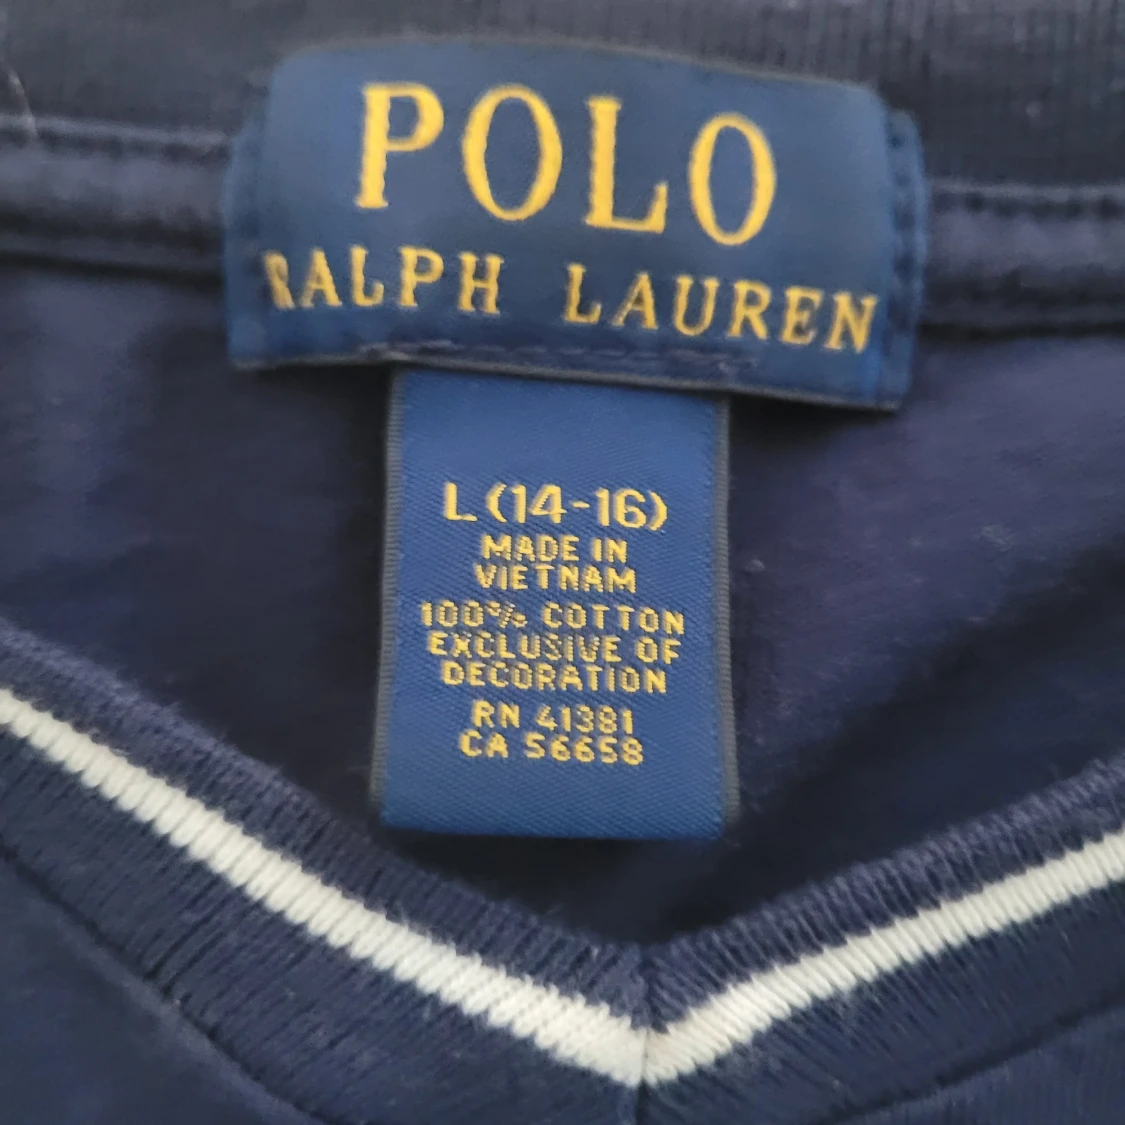 POLO
RALPH LAUREN
L (14-16)
MADE IN
VIETNAM
100% COTTON
EXCLUSIVE OF
DECORATION
RN 41381
CA 56658